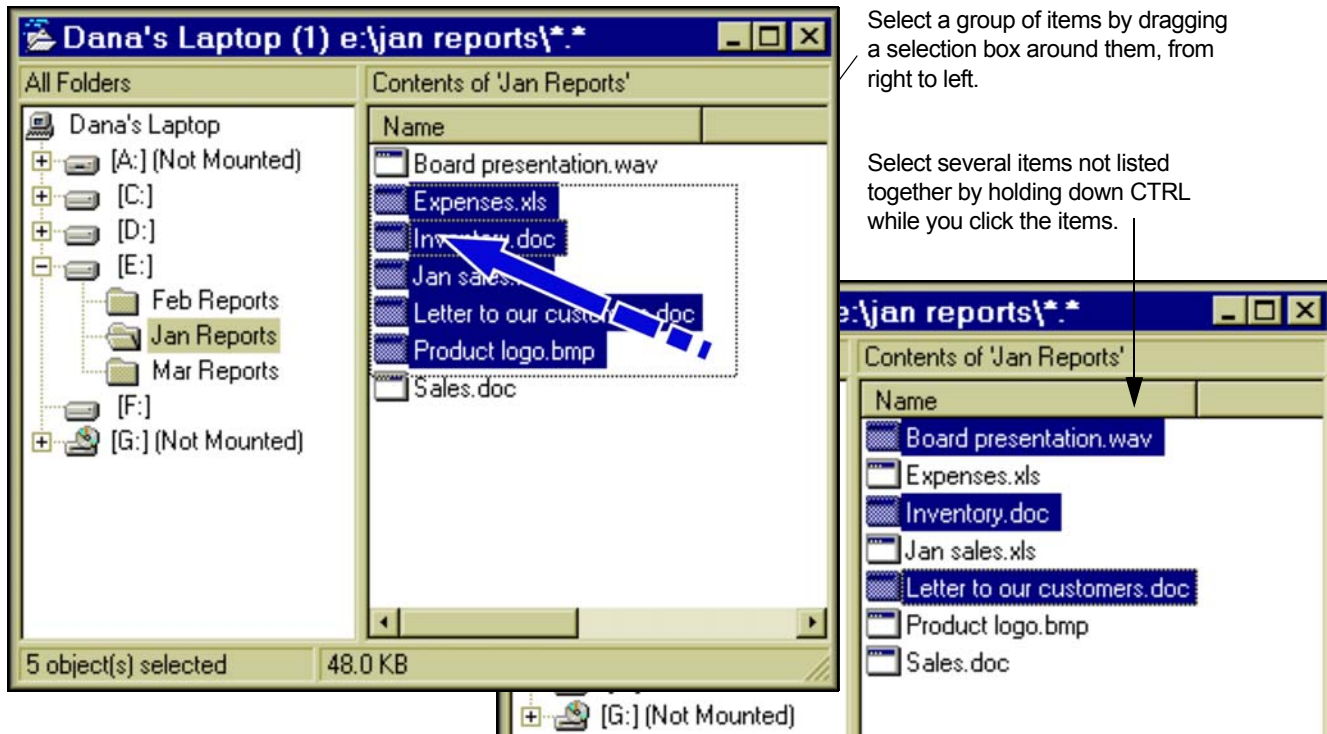 Dana's Laptop (1) e:\jan reports\*.*
All Folders
Contents of 'Jan Reports'
Dana's Laptop
[A:] (Not Mounted)
[C:]
[D:]
[E:]
Feb Reports
Jan Reports
Mar Reports
[F:]
[G:] (Not Mounted)
Name
Board presentation.wav
Expenses.xls
Inventory.doc
Jan sales
Letter to our doc
Product logo.bmp
Sales.doc
5 object(s) selected
48.0 KB
Select a group of items by dragging
a selection box around them, from
right to left.
Select several items not listed
together by holding down CTRL
while you click the items.
e:\jan reports\*.*
Contents of 'Jan Reports'
Name
Board presentation.wav
Expenses.xls
Inventory.doc
Jan sales.xls
Letter to our customers.doc
Product logo.bmp
Sales.doc
[G:] (Not Mounted)